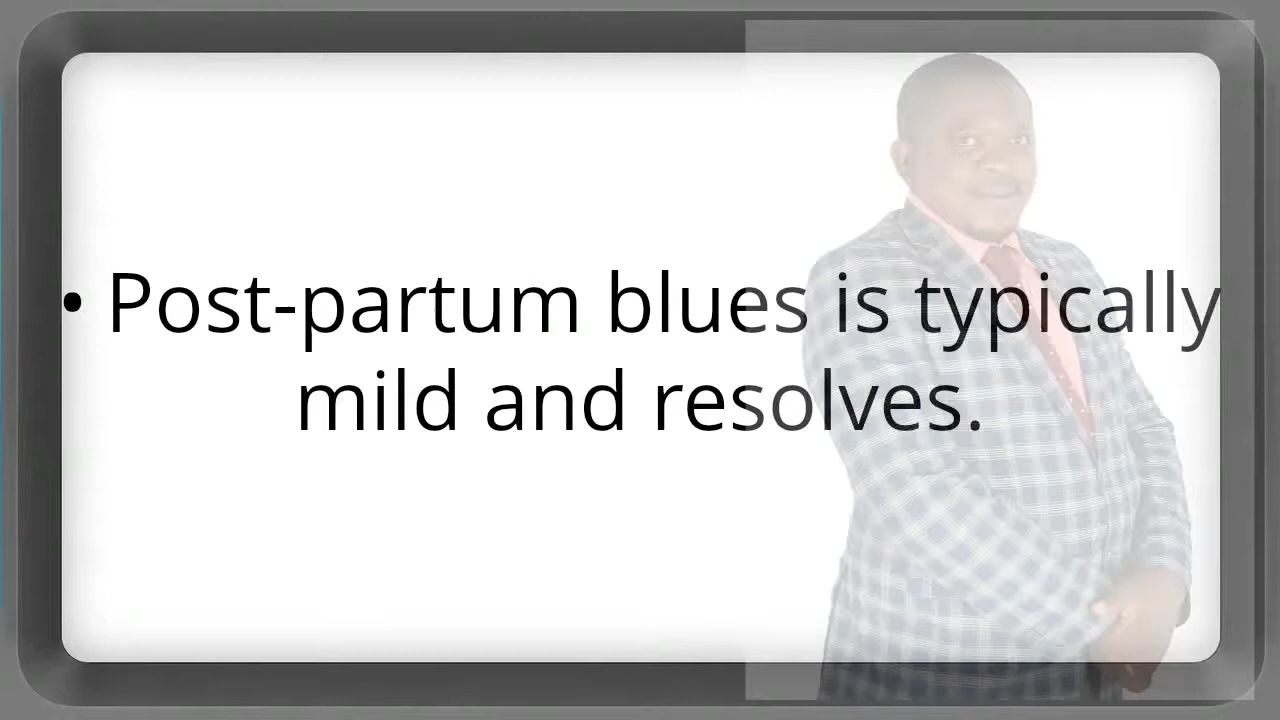 • Post-partum blues is typically
mild and resolves.